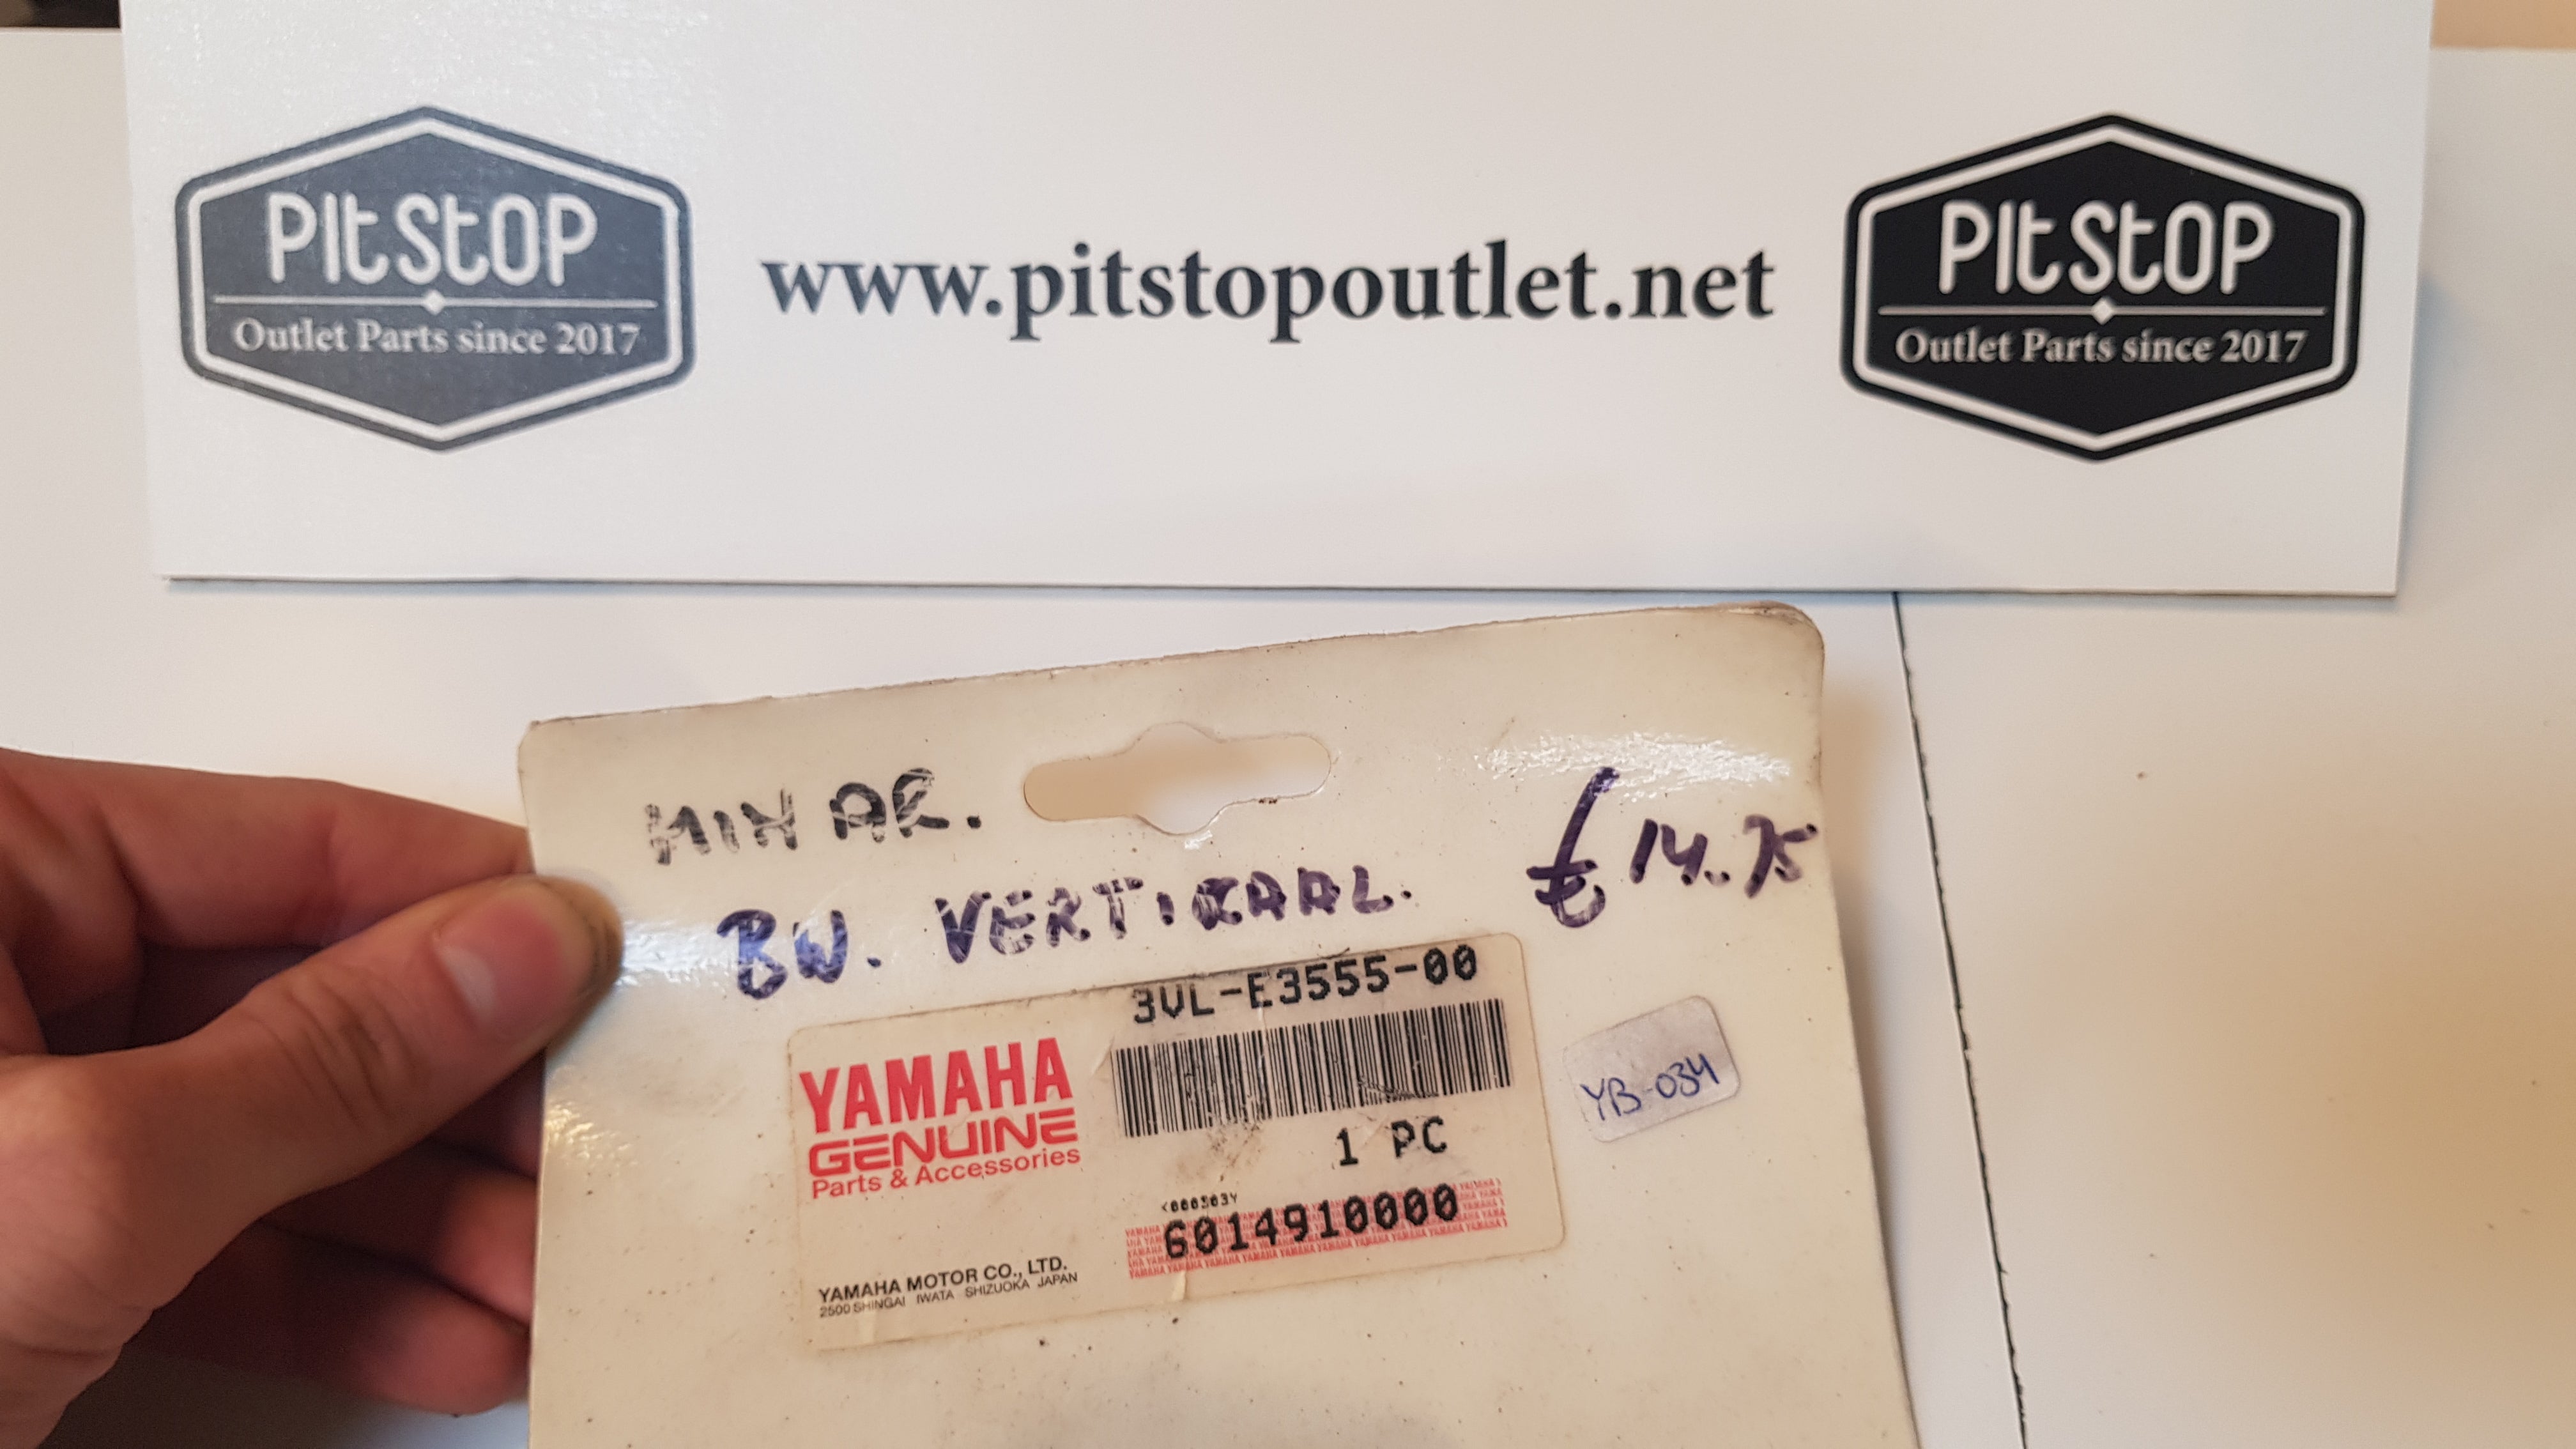 PitStOP
Outlet Parts since 2017
www.pitstopoutlet.net
PitStOP
Outlet Parts since 2017
MIN AR.
BW. VERTIKAAL.
€ 14.75
3VL-E3555-00
YAMAHA
GENUINE
Parts & Accessories
1 PC
YB-034
6014910000
YAMAHA MOTOR CO., LTD.
2500 SHINGAI IWATA SHIZUOKA JAPAN